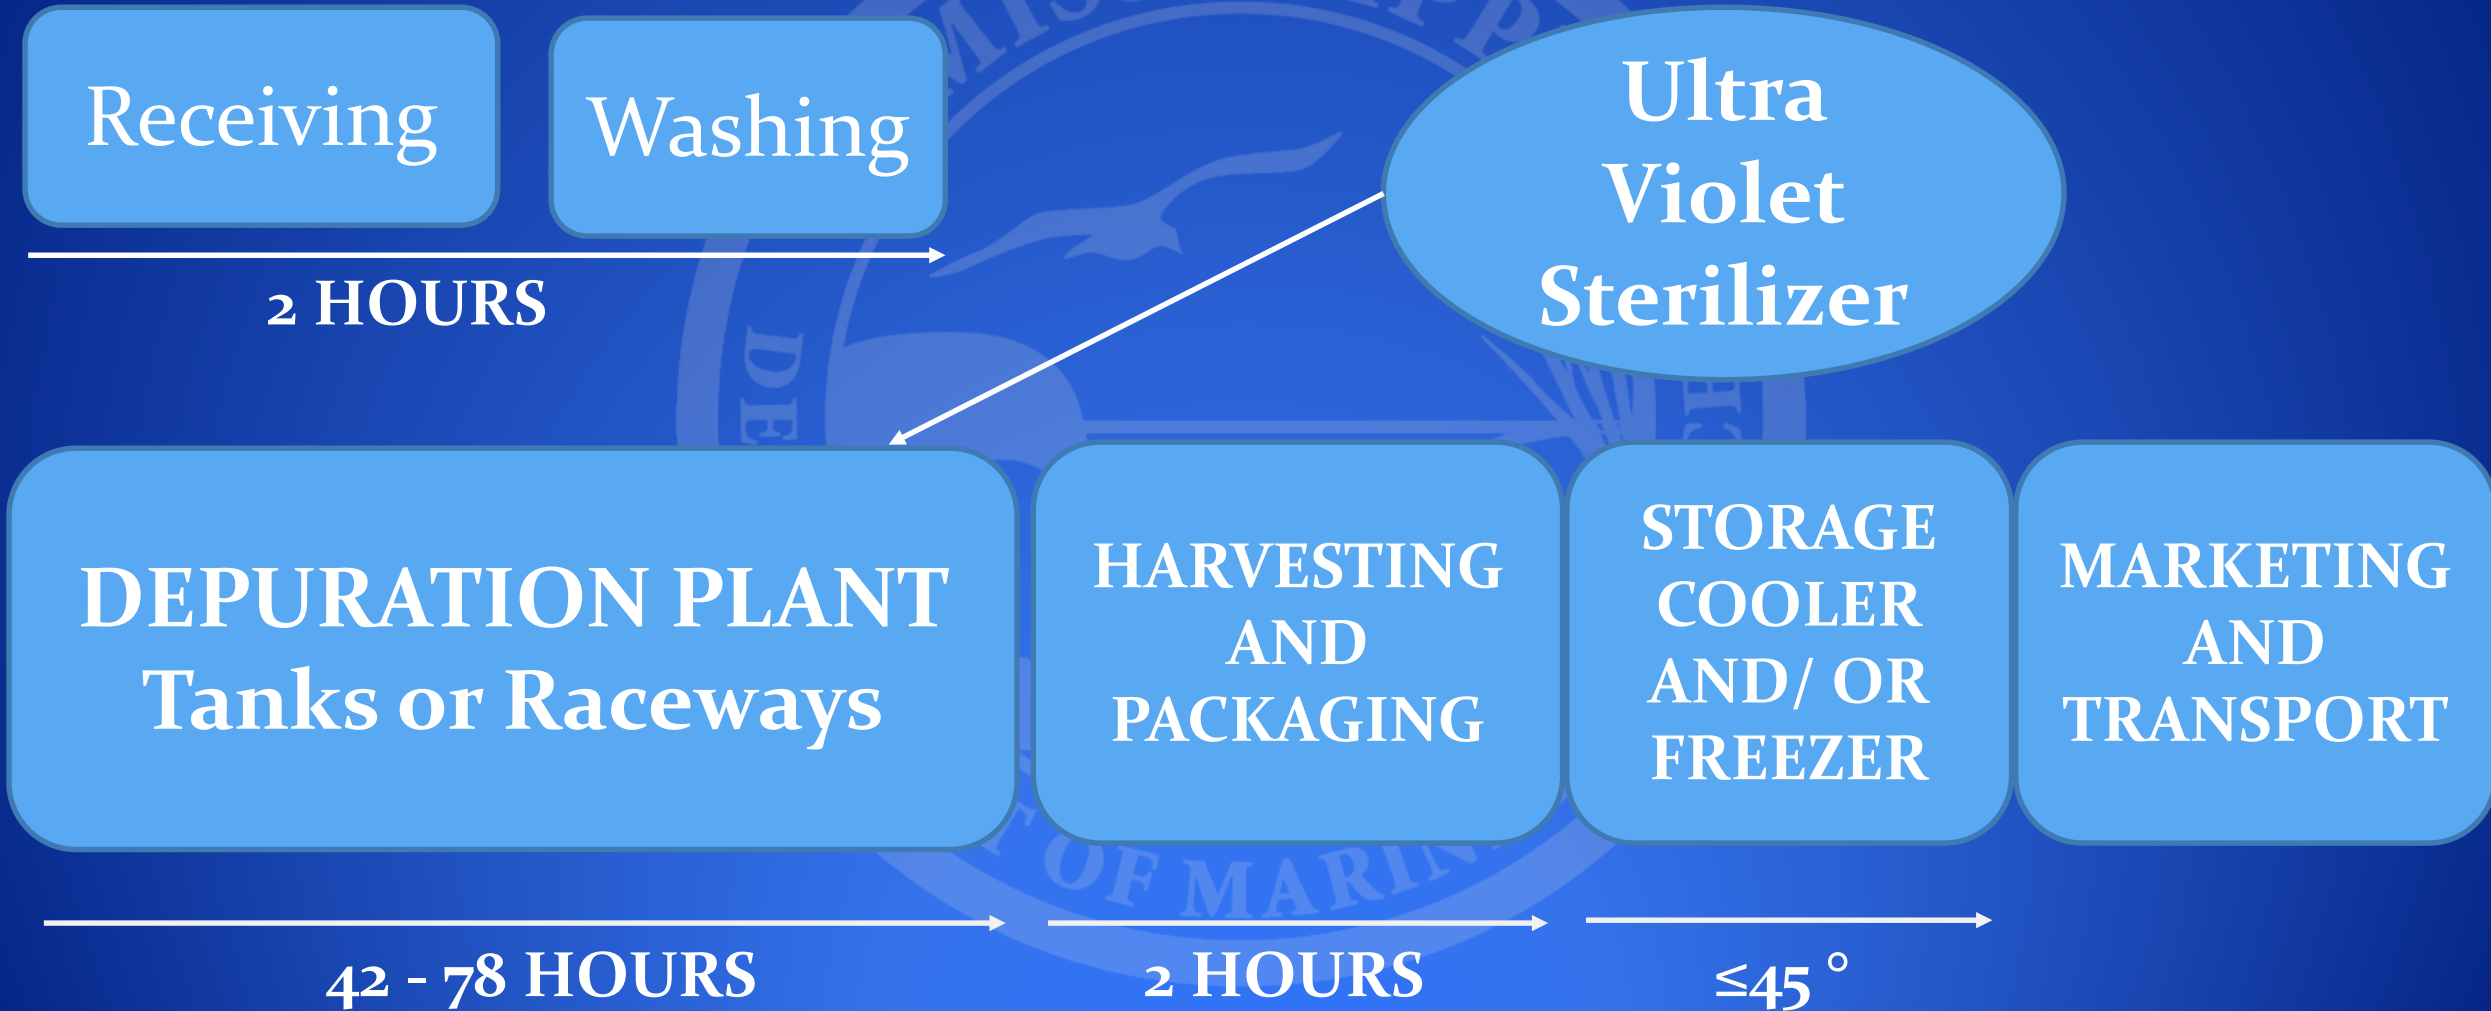 Receiving
Washing
2 HOURS
Ultra
Violet
Sterilizer
DEPURATION PLANT
Tanks or Raceways
HARVESTING
AND
PACKAGING
STORAGE
COOLER
AND/ OR
FREEZER
MARKETING
AND
TRANSPORT
42 - 78 HOURS
2 HOURS
≤45 °
OF